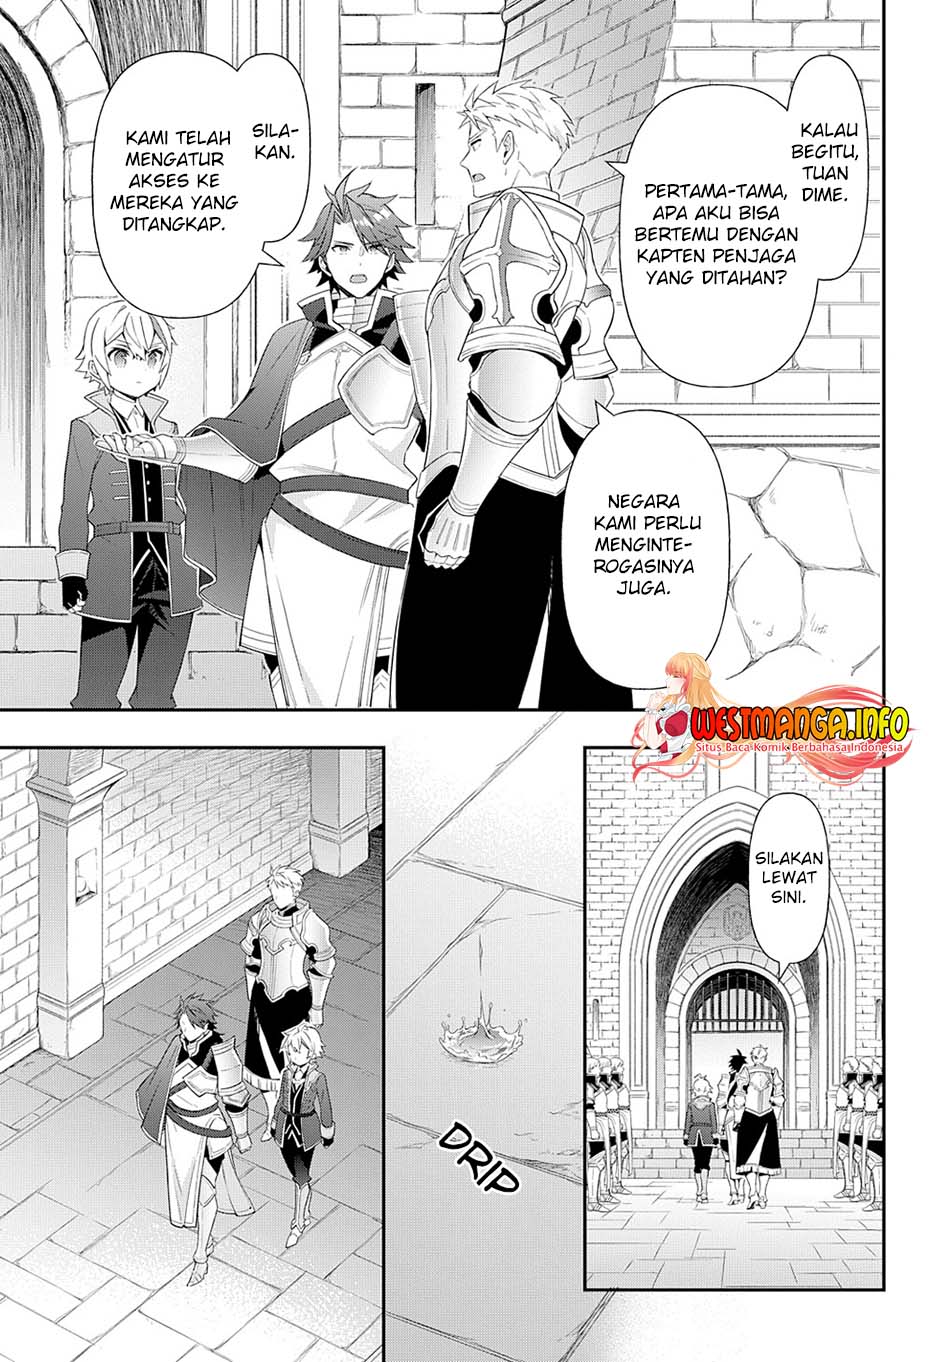 KALAU
BEGITU,
TUAN
DIME.
PERTAMA-TAMA,
APA AKU BISA
BERTEMU DENGAN
KAPTEN PENJAGA
YANG DITAHAN?
NEGARA
KAMI PERLU
MENGINTE-
ROGASINYA
JUGA.
SILA-
KAN.
KAMI TELAH
MENGATUR
AKSES KE
MEREKA YANG
DITANGKAP.
WESTMANGA.INFO
Situs Baca Komik Berbahasa Indonesia
SILAKAN
LEWAT
SINI.
DRIP